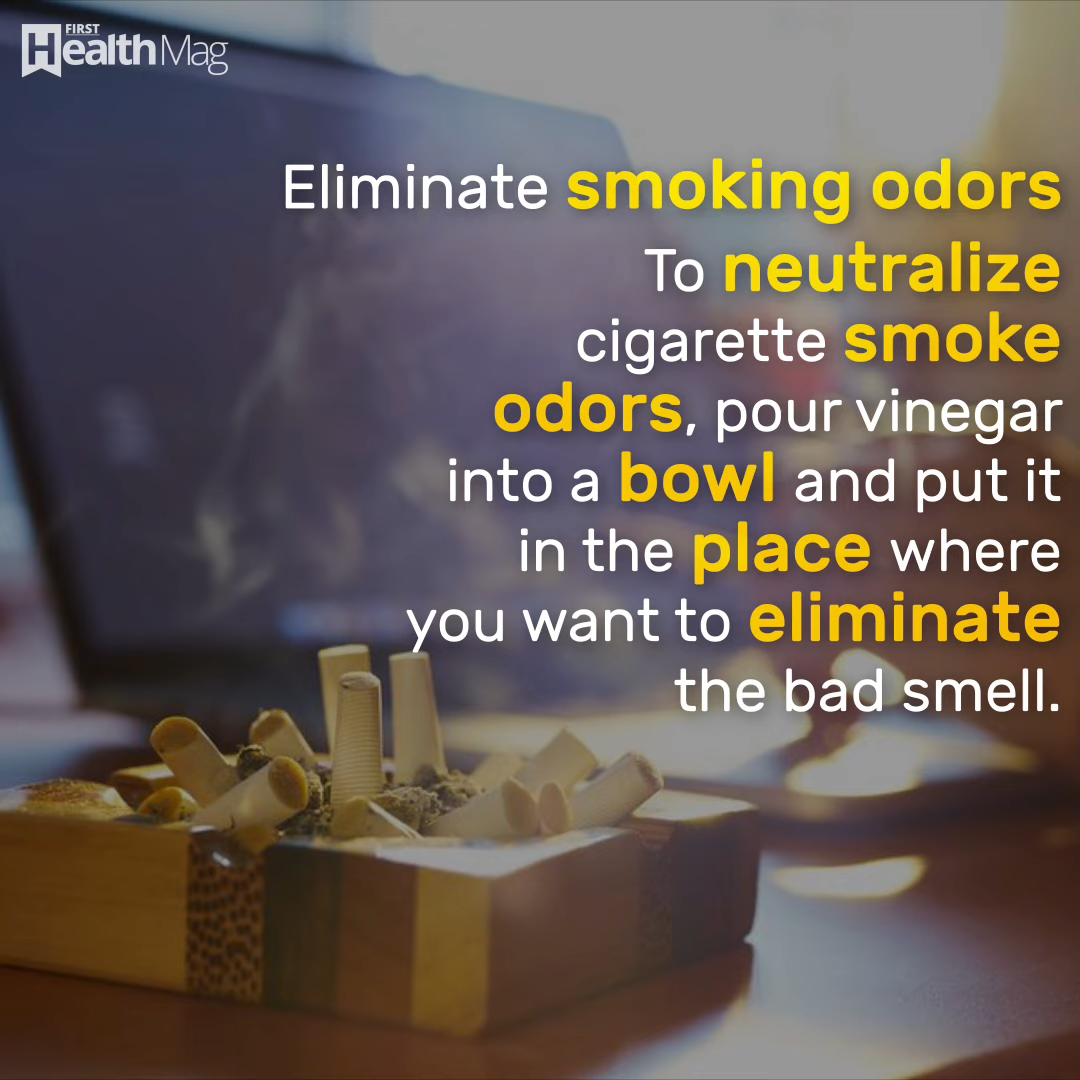 FIRST
HealthMag
Eliminate smoking odors
To neutralize
cigarette smoke
odors, pour vinegar
into a bowl and put it
in the place where
you want to eliminate
the bad smell.